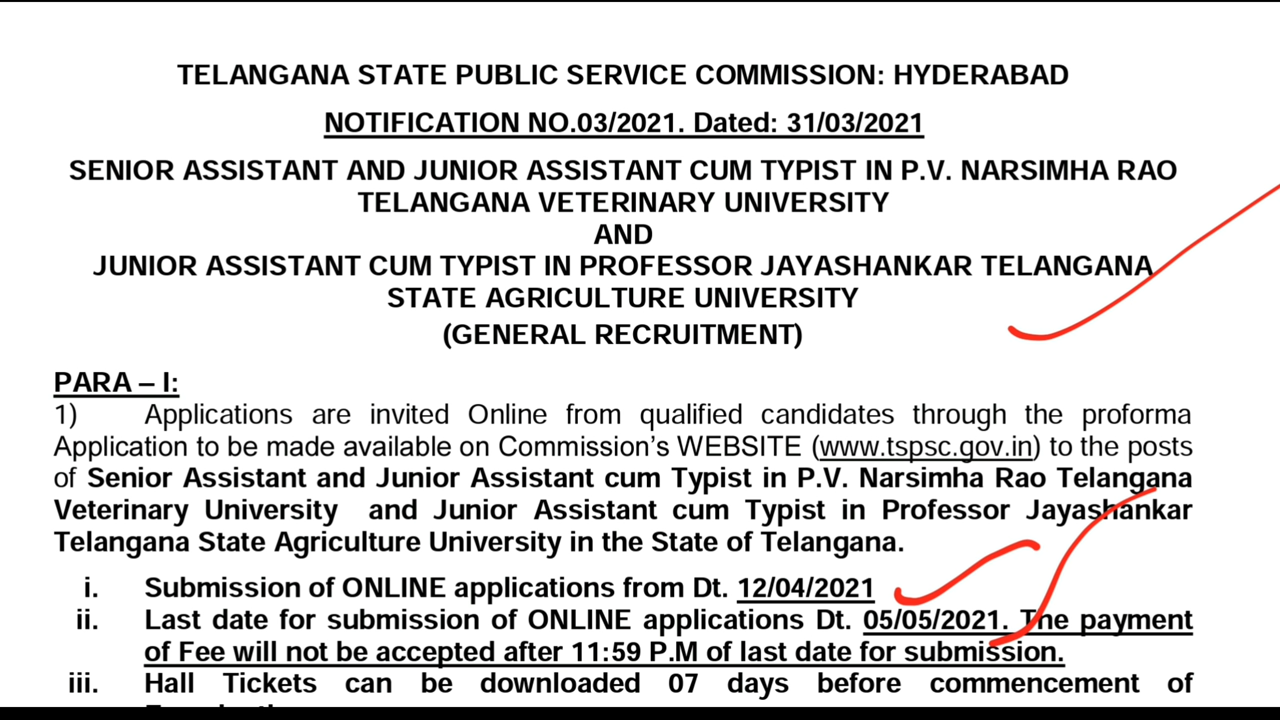 TELANGANA STATE PUBLIC SERVICE COMMISSION: HYDERABAD
NOTIFICATION NO.03/2021. Dated: 31/03/2021
SENIOR ASSISTANT AND JUNIOR ASSISTANT CUM TYPIST IN P.V. NARSIMHA RAO
TELANGANA VETERINARY UNIVERSITY
AND
JUNIOR ASSISTANT CUM TYPIST IN PROFESSOR JAYASHANKAR TELANGANA
STATE AGRICULTURE UNIVERSITY
(GENERAL RECRUITMENT)
PARA – I:
1) Applications are invited Online from qualified candidates through the proforma
Application to be made available on Commission's WEBSITE (www.tspsc.gov.in) to the posts
of Senior Assistant and Junior Assistant cum Typist in P.V. Narsimha Rao Telangana
Veterinary University and Junior Assistant cum Typist in Professor Jayashankar
Telangana State Agriculture University in the State of Telangana.
i. Submission of ONLINE applications from Dt. 12/04/2021
ii. Last date for submission of ONLINE applications Dt. 05/05/2021. The payment
of Fee will not be accepted after 11:59 P.M of last date for submission.
iii. Hall Tickets can be downloaded 07 days before commencement of